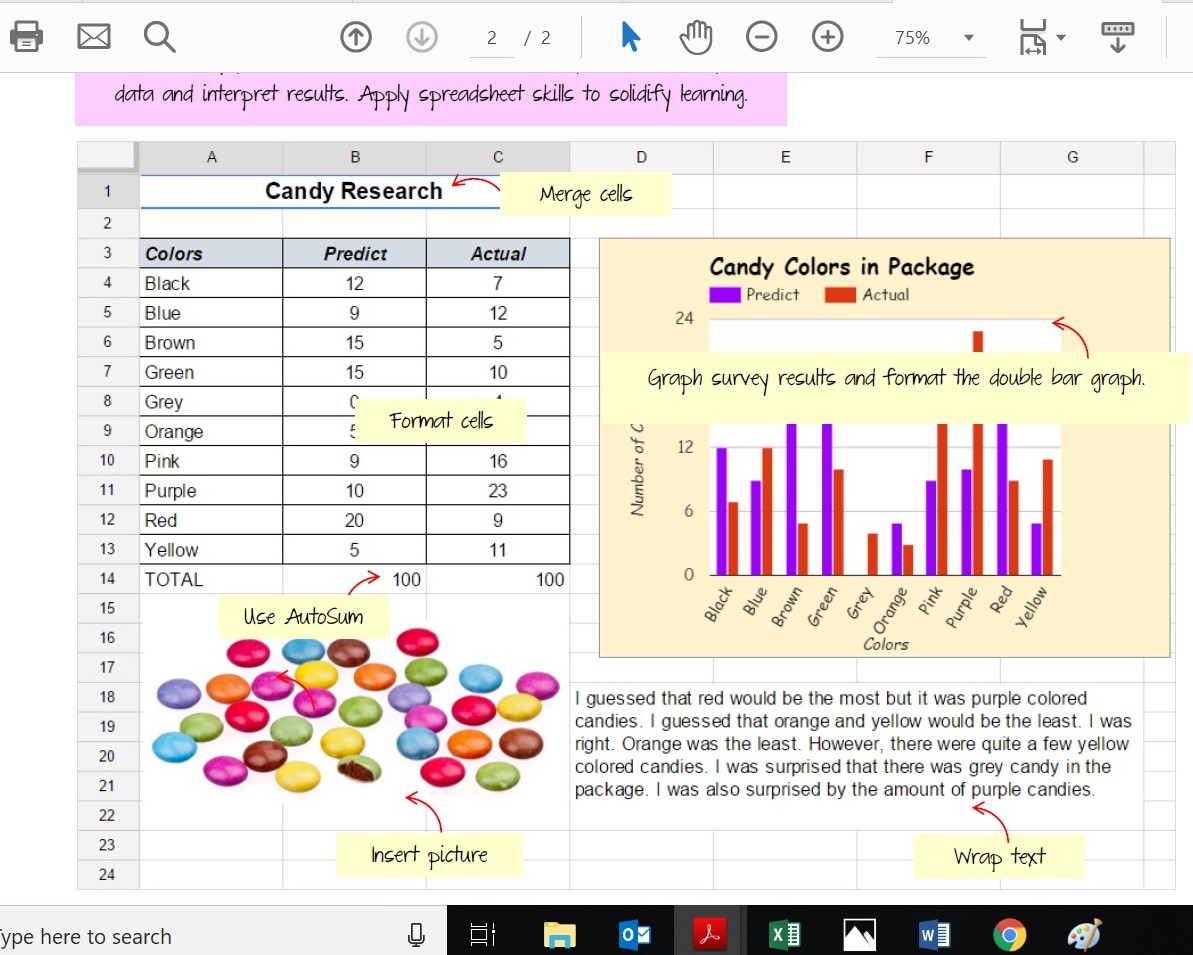 2 / 2
75%
data and interpret results. Apply spreadsheet skills to solidify learning.
A B C D E F G
1 Candy Research
Merge cells
2
3 Colors Predict Actual
4 Black 12 7
5 Blue 9 12
6 Brown 15 5
7 Green 15 10
8 Grey
9 Orange
Format cells
10 Pink 9 16
11 Purple 10 23
12 Red 20 9
13 Yellow 5 11
14 TOTAL 100 100
15
Use AutoSum
16
17
18
19
20
21
22
23
24
Insert picture
Candy Colors in Package
Predict Actual
24
Graph survey results and format the double bar graph.
12
6
0
Number of C
Black Blue Brown Green Grey Orange Pink Purple Red Yellow
Colors
I guessed that red would be the most but it was purple colored
candies. I guessed that orange and yellow would be the least. I was
right. Orange was the least. However, there were quite a few yellow
colored candies. I was surprised that there was grey candy in the
package. I was also surprised by the amount of purple candies.
Wrap text
ype here to search